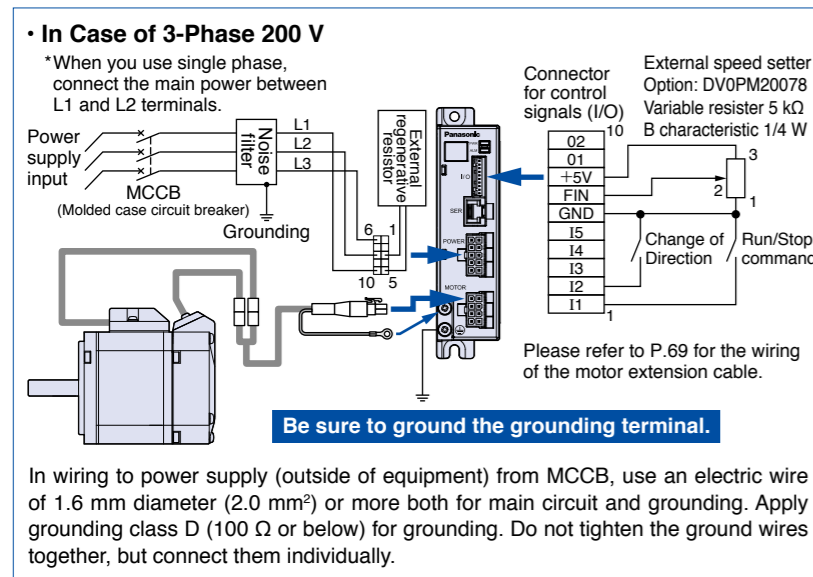 • In Case of 3-Phase 200 V
*When you use single phase,
connect the main power between
L1 and L2 terminals.
Power
supply
input
MCCB
(Molded case circuit breaker)
Noise
filter
Grounding
L1
L2
L3
External
regenerative
resistor
6 1
10 5
Panasonic
I/O
SER
POWER
MOTOR
Connector
for control
signals (I/O)
10
02
01
+5V
FIN
GND
I5
I4
I3
I2
I1
1
External speed setter
Option: DV0PM20078
Variable resister 5 kΩ
B characteristic 1/4 W
3
2
1
Change of
Direction
Run/Stop
command
Please refer to P.69 for the wiring
of the motor extension cable.
Be sure to ground the grounding terminal.
In wiring to power supply (outside of equipment) from MCCB, use an electric wire
of 1.6 mm diameter (2.0 mm²) or more both for main circuit and grounding. Apply
grounding class D (100 Ω or below) for grounding. Do not tighten the ground wires
together, but connect them individually.